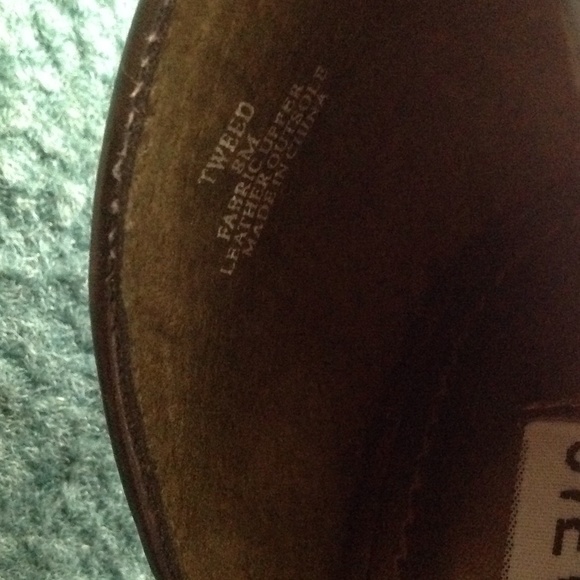 TWEED
8M
FABRIC UPPER
LEATHER OUTSOLE
MADE IN CHINA